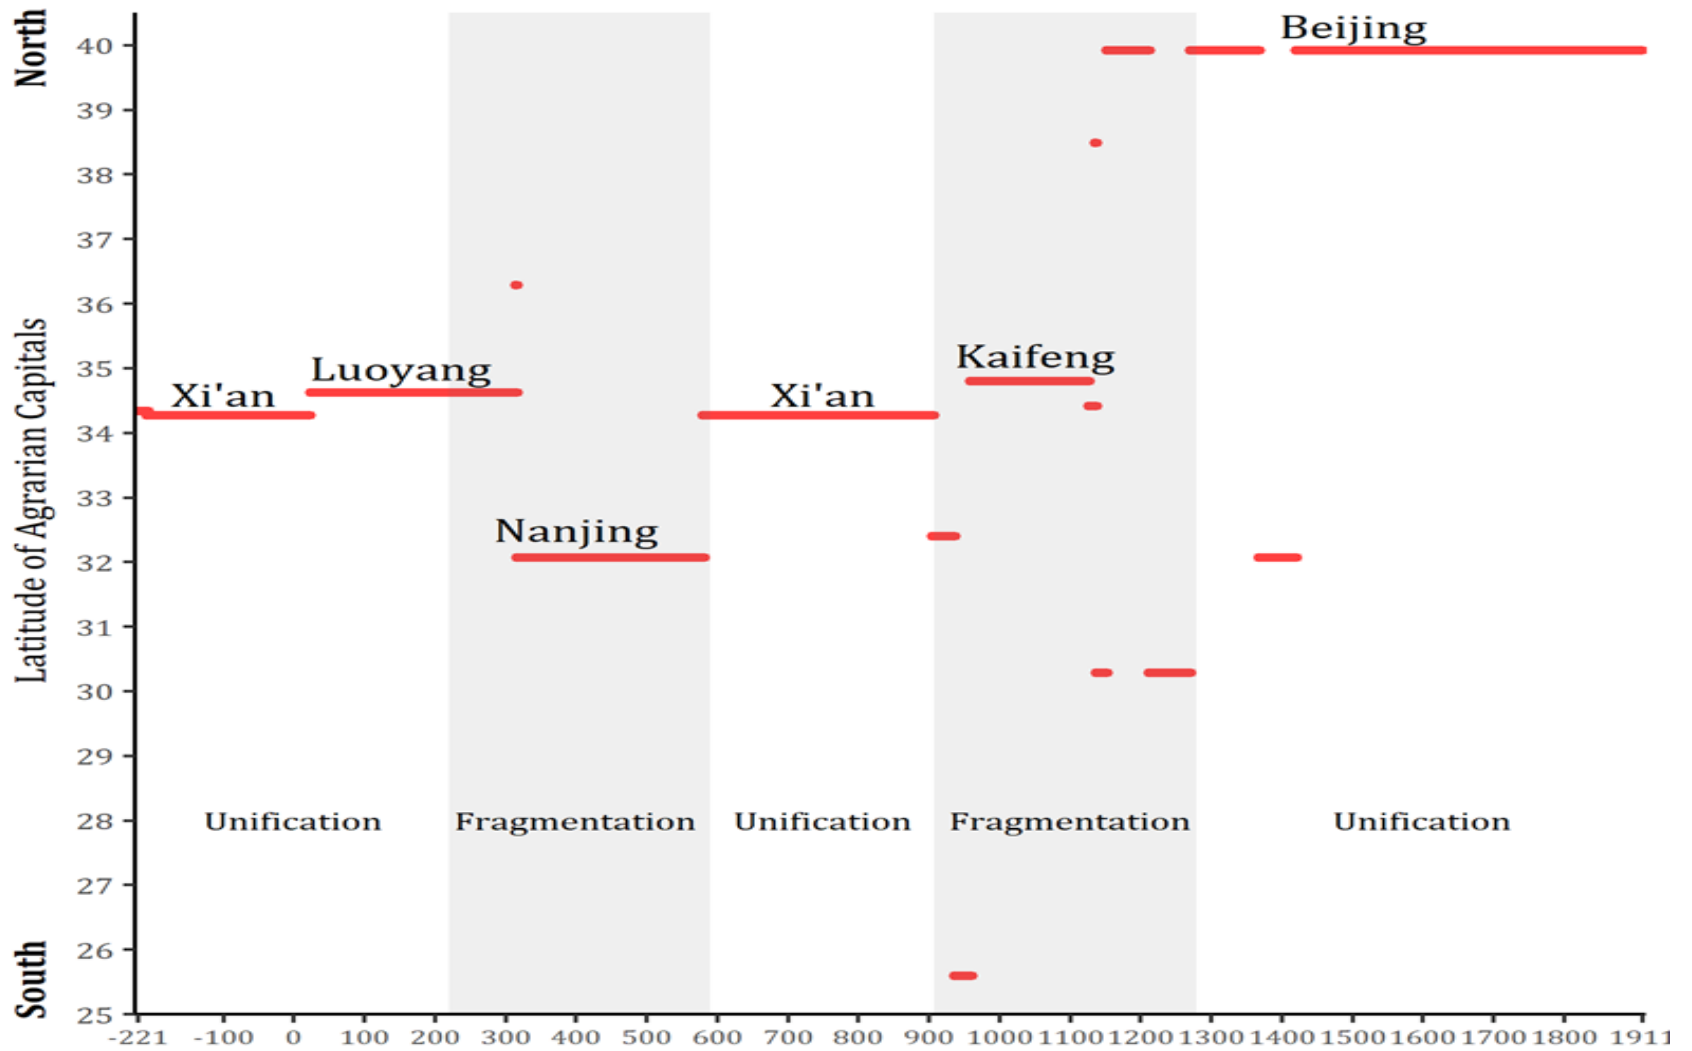 North
Latitude of Agrarian Capitals
South
40
39
38
37
36
35
34
33
32
31
30
29
28
27
26
25
Beijing
Kaifeng
Luoyang
Xi'an
Xi'an
Nanjing
Unification
Fragmentation
Unification
Fragmentation
Unification
-221 -100 0 100 200 300 400 500 600 700 800 900 1000 1100 1200 1300 1400 1500 1600 1700 1800 1911